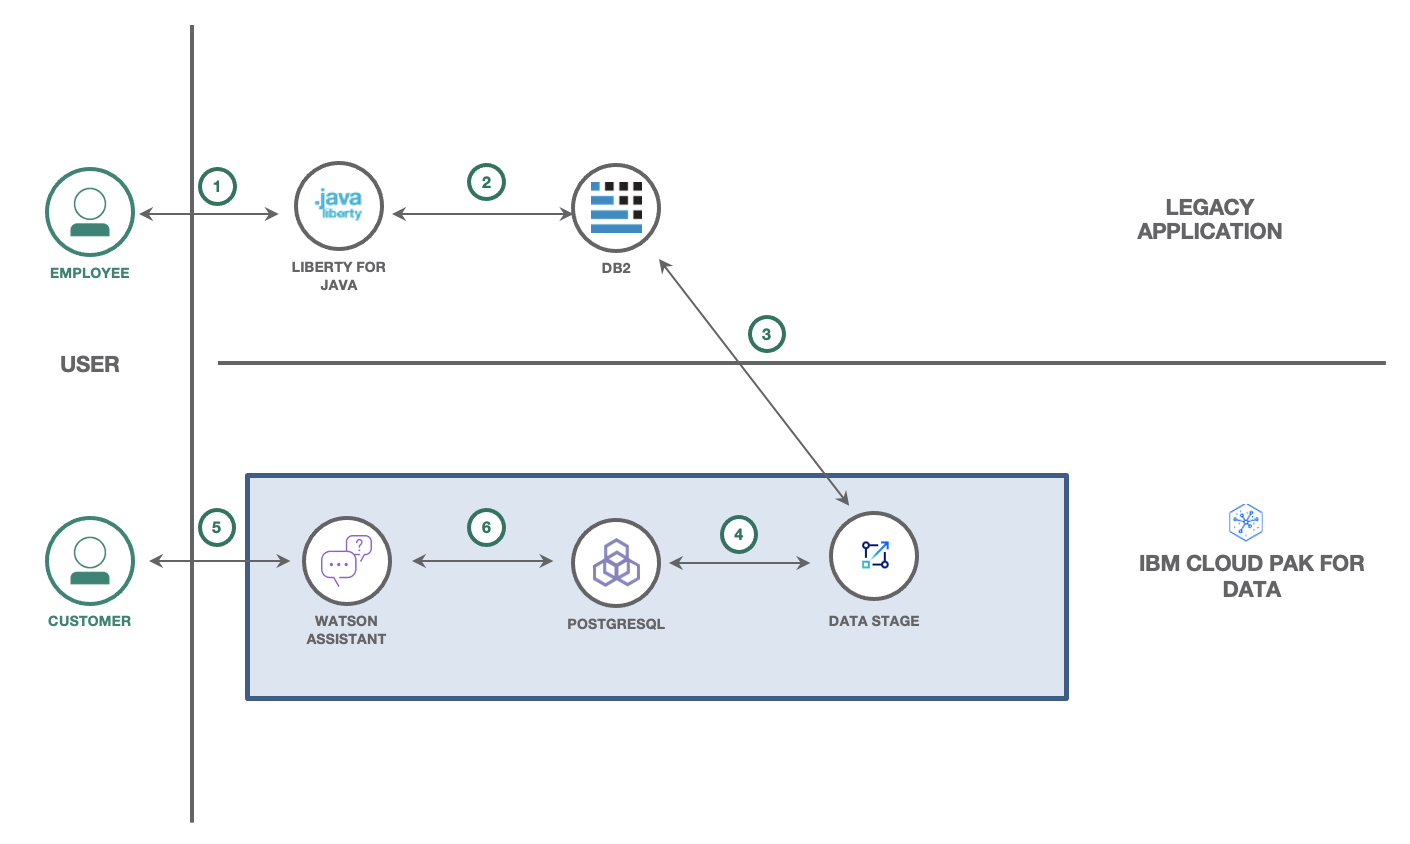 1
2
.java
liberty
EMPLOYEE
LIBERTY FOR
JAVA
DB2
LEGACY
APPLICATION
3
USER
5
6
4
?
CUSTOMER
WATSON
ASSISTANT
POSTGRESQL
DATA STAGE
IBM CLOUD PAK FOR
DATA